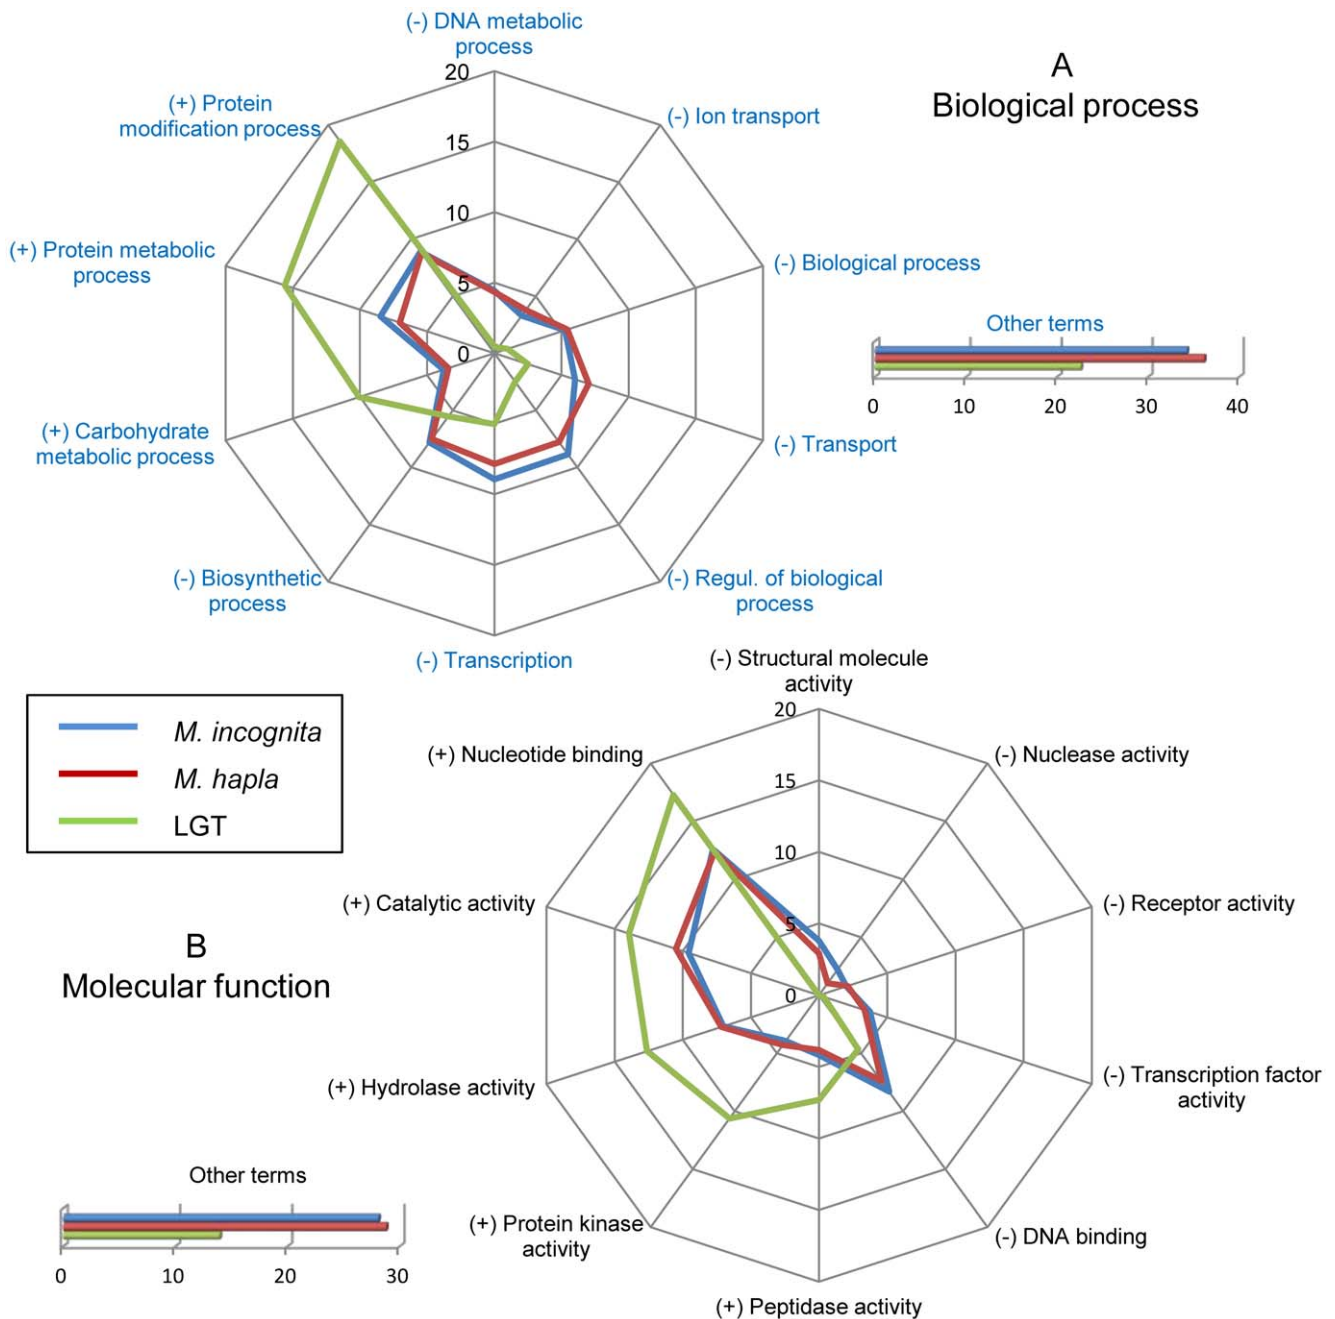 (-) DNA metabolic
process
A
Biological process
(+) Protein
modification process
(-) Ion transport
(+) Protein metabolic
process
(-) Biological process
20
15
10
5
0
Other terms
0 10 20 30 40
(+) Carbohydrate
metabolic process
(-) Transport
(-) Biosynthetic
process
(-) Regul. of biological
process
(-) Transcription
M. incognita
M. hapla
LGT
(-) Structural molecule
activity
(+) Nucleotide binding
(-) Nuclease activity
20
15
10
5
0
(+) Catalytic activity
(-) Receptor activity
B
Molecular function
(+) Hydrolase activity
(-) Transcription factor
activity
Other terms
0 10 20 30
(+) Protein kinase
activity
(-) DNA binding
(+) Peptidase activity